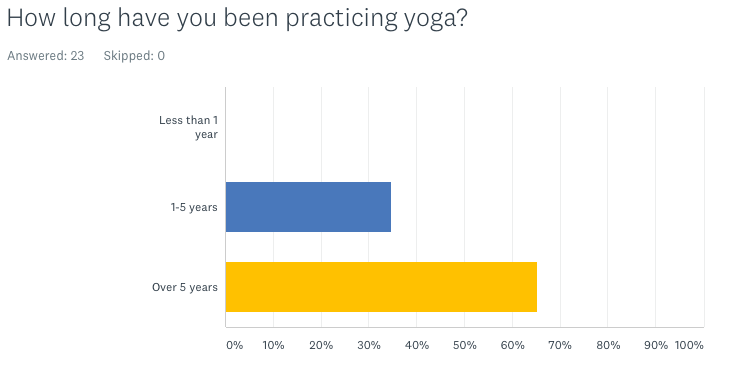 How long have you been practicing yoga?
Answered: 23 Skipped: 0
Less than 1
year
1-5 years
Over 5 years
0% 10% 20% 30% 40% 50% 60% 70% 80% 90% 100%